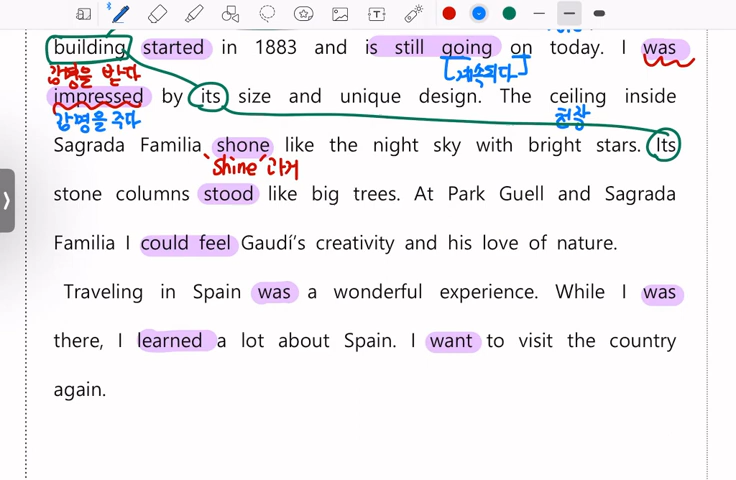 building started in 1883 and is still going on today. I was
감명을 받다
계속되다
impressed by its size and unique design. The ceiling inside
감명을 주다
천장
Sagrada Familia shone like the night sky with bright stars. Its
'shine' 과거
stone columns stood like big trees. At Park Guell and Sagrada
Familia I could feel Gaudí's creativity and his love of nature.
Traveling in Spain was a wonderful experience. While I was
there, I learned a lot about Spain. I want to visit the country
again.